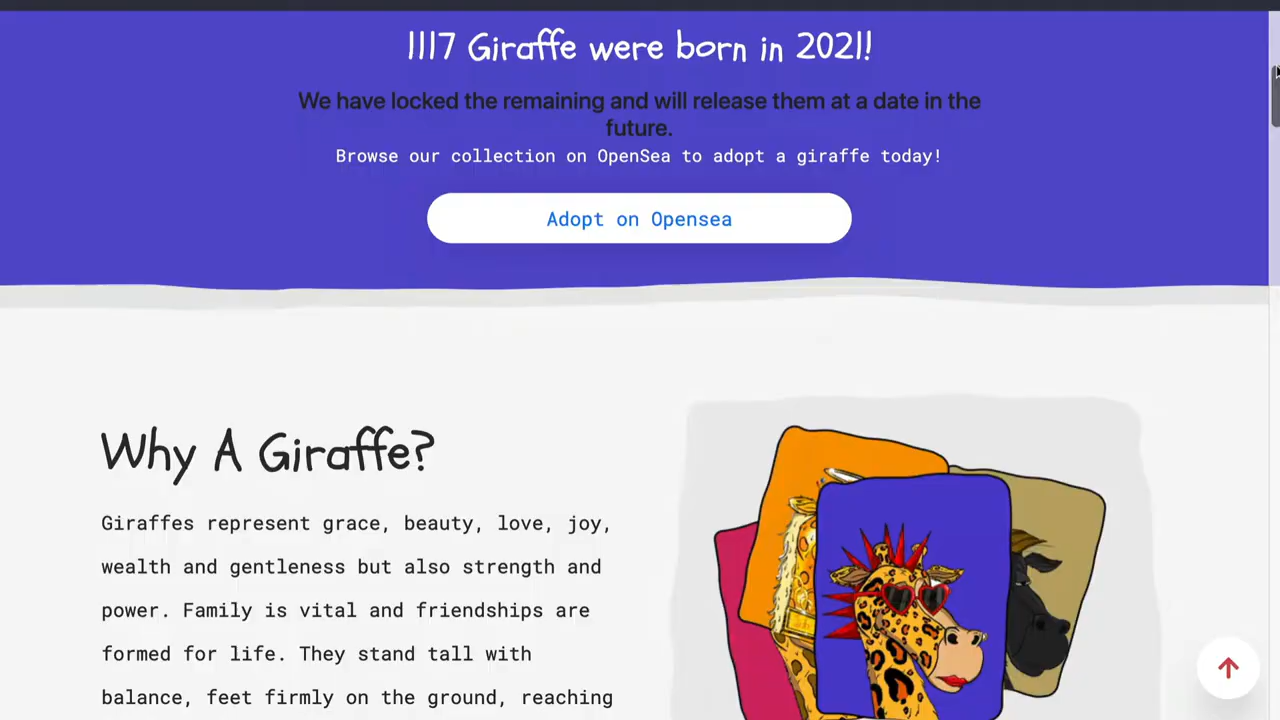 1117 Giraffe were born in 2021!
We have locked the remaining and will release them at a date in the
future.
Browse our collection on OpenSea to adopt a giraffe today!
Adopt on Opensea
Why A Giraffe?
Giraffes represent grace, beauty, love, joy,
wealth and gentleness but also strength and
power. Family is vital and friendships are
formed for life. They stand tall with
balance, feet firmly on the ground, reaching